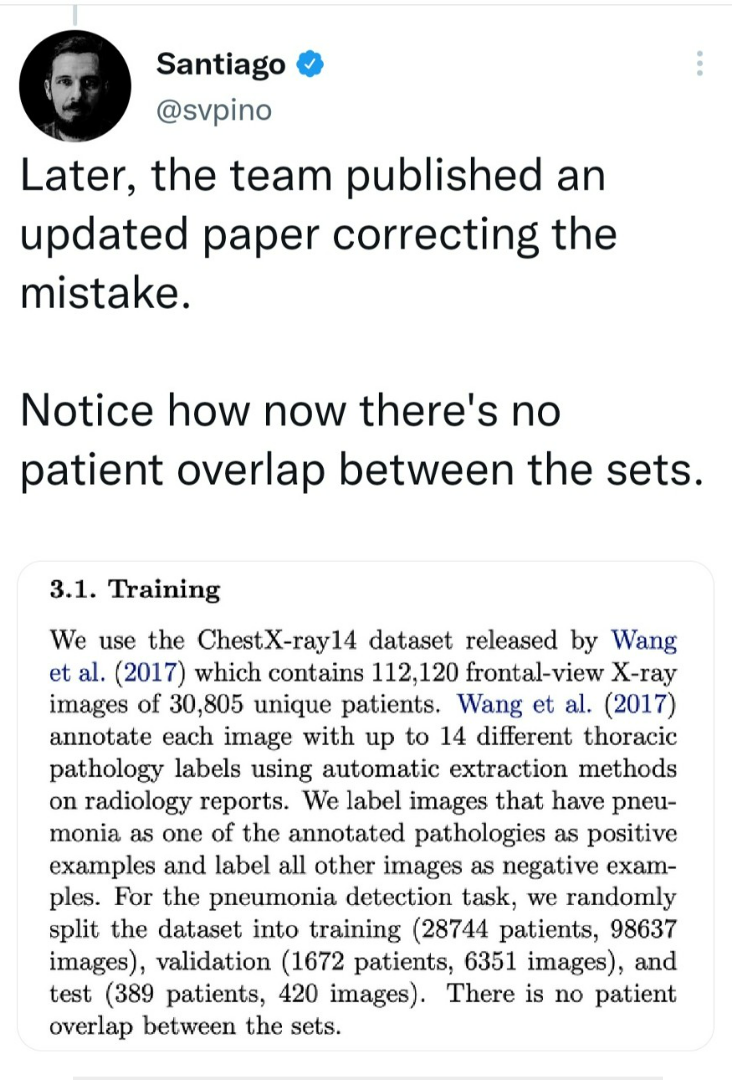 Santiago
@svpino
Later, the team published an
updated paper correcting the
mistake.
Notice how now there's no
patient overlap between the sets.
3.1. Training
We use the ChestX-ray14 dataset released by Wang
et al. (2017) which contains 112,120 frontal-view X-ray
images of 30,805 unique patients. Wang et al. (2017)
annotate each image with up to 14 different thoracic
pathology labels using automatic extraction methods
on radiology reports. We label images that have pneu-
monia as one of the annotated pathologies as positive
examples and label all other images as negative exam-
ples. For the pneumonia detection task, we randomly
split the dataset into training (28744 patients, 98637
images), validation (1672 patients, 6351 images), and
test (389 patients, 420 images). There is no patient
overlap between the sets.